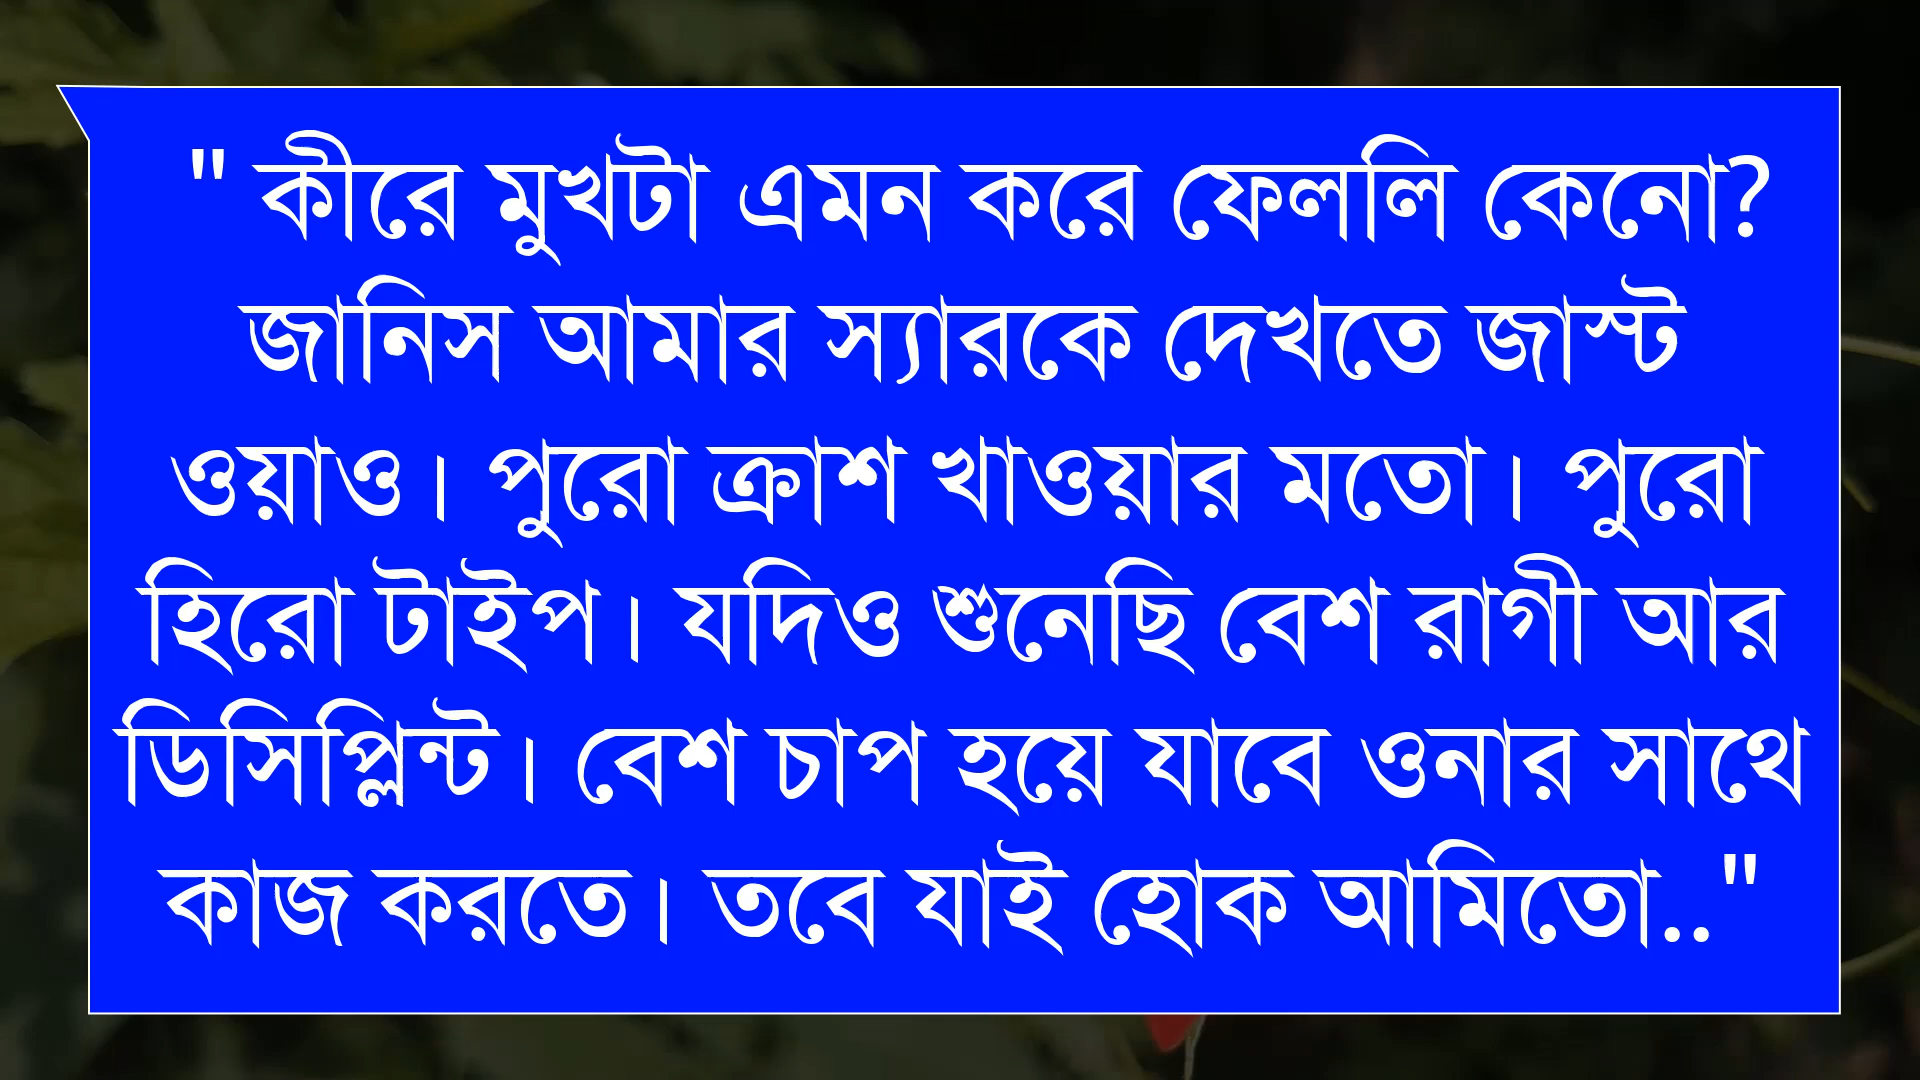 " কীরে মুখটা এমন করে ফেললি কেনো?
জানিস আমার স্যারকে দেখতে জাস্ট
ওয়াও। পুরো ক্রাশ খাওয়ার মতো। পুরো
হিরো টাইপ। যদিও শুনেছি বেশ রাগী আর
ডিসিপ্লিন্ট। বেশ চাপ হয়ে যাবে ওনার সাথে
কাজ করতে। তবে যাই হোক আমিতো.."